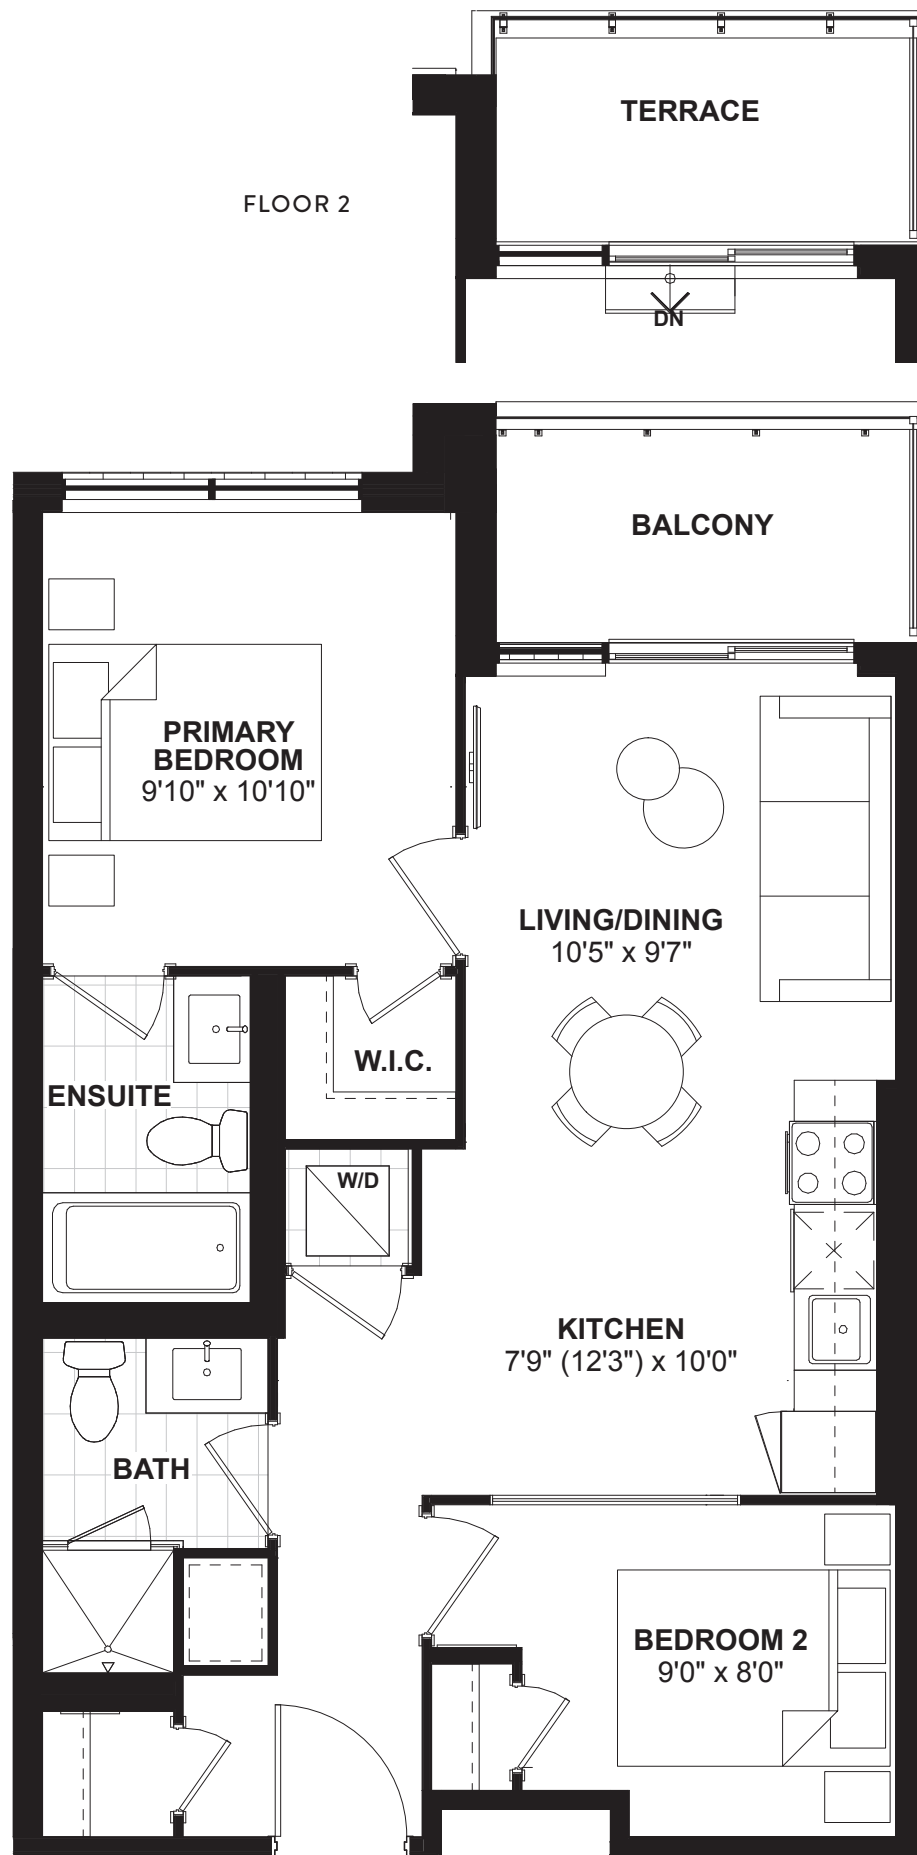 TERRACE
FLOOR 2
DN
BALCONY
PRIMARY
BEDROOM
9'10" x 10'10"
LIVING/DINING
10'5" x 9'7"
W.I.C.
ENSUITE
W/D
KITCHEN
7'9" (12'3") x 10'0"
BATH
BEDROOM 2
9'0" x 8'0"